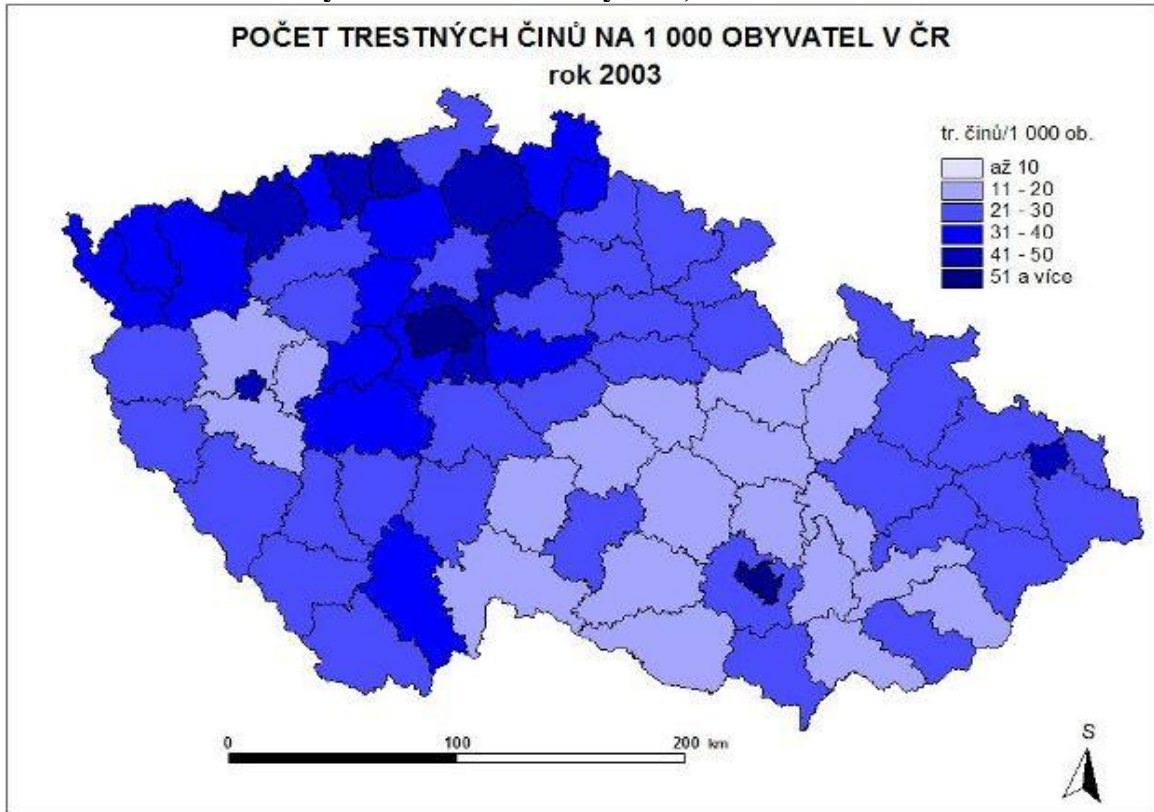 POČET TRESTNÝCH ČINŮ NA 1 000 OBYVATEL V ČR
rok 2003
tr. činů/1 000 ob.
až 10
11 - 20
21 - 30
31 - 40
41 - 50
51 a více
0 100 200 km
S